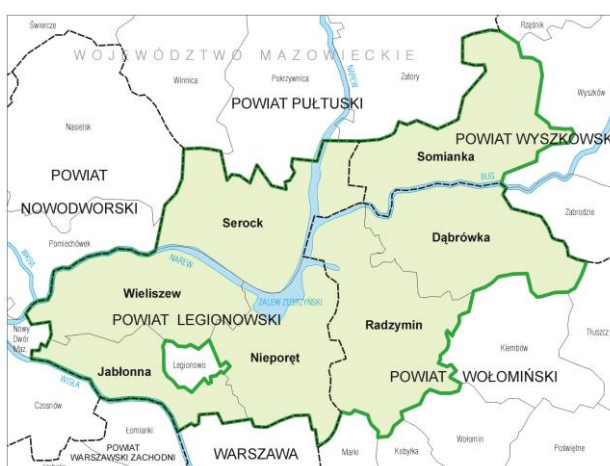 Świercze
Rząśnik
WOJEWÓDZTWO MAZOWIECKIE
Winnica
Pokrzywnica
NAREW
Zatory
Wyszków
POWIAT PUŁTUSKI
Nasielsk
POWIAT WYSZKOWSK
Somianka
POWIAT
NOWODWORSKI
BUG
Serock
Zabrodzie
Pomiechówek
Dąbrówka
WKRA
NAREW
Wieliszew
ZALEW ZEGRZYŃSKI
POWIAT LEGIONOWSKI
Radzymin
Nowy
Dwór
Maz.
Tłuszcz
Klembów
Legionowo
Nieporęt
Jabłonna
WISŁA
POWIAT WOŁOMIŃSKI
Czosnów
Łomianki
Wołomin
POWIAT
WARSZAWSKI ZACHODNI
WARSZAWA
Marki
Kobyłka
Poświętne